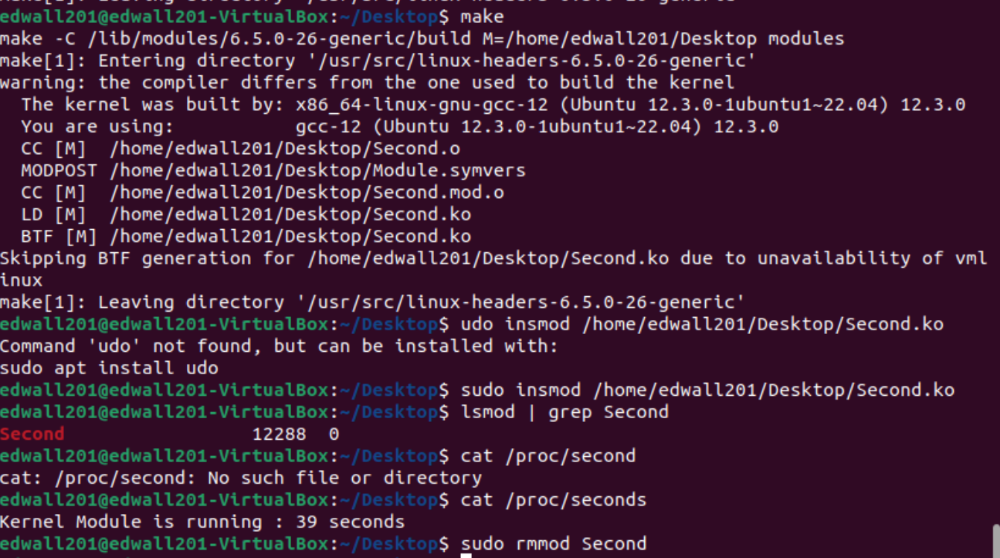 edwall201@edwall201-VirtualBox:~/Desktop$ make
make -C /lib/modules/6.5.0-26-generic/build M=/home/edwall201/Desktop modules
make[1]: Entering directory '/usr/src/linux-headers-6.5.0-26-generic'
warning: the compiler differs from the one used to build the kernel
  The kernel was built by: x86_64-linux-gnu-gcc-12 (Ubuntu 12.3.0-1ubuntu1~22.04) 12.3.0
  You are using:           gcc-12 (Ubuntu 12.3.0-1ubuntu1~22.04) 12.3.0
  CC [M]  /home/edwall201/Desktop/Second.o
  MODPOST /home/edwall201/Desktop/Module.symvers
  CC [M]  /home/edwall201/Desktop/Second.mod.o
  LD [M]  /home/edwall201/Desktop/Second.ko
  BTF [M] /home/edwall201/Desktop/Second.ko
Skipping BTF generation for /home/edwall201/Desktop/Second.ko due to unavailability of vml
inux
make[1]: Leaving directory '/usr/src/linux-headers-6.5.0-26-generic'
edwall201@edwall201-VirtualBox:~/Desktop$ udo insmod /home/edwall201/Desktop/Second.ko
Command 'udo' not found, but can be installed with:
sudo apt install udo
edwall201@edwall201-VirtualBox:~/Desktop$ sudo insmod /home/edwall201/Desktop/Second.ko
edwall201@edwall201-VirtualBox:~/Desktop$ lsmod | grep Second
Second                 12288  0
edwall201@edwall201-VirtualBox:~/Desktop$ cat /proc/second
cat: /proc/second: No such file or directory
edwall201@edwall201-VirtualBox:~/Desktop$ cat /proc/seconds
Kernel Module is running : 39 seconds
edwall201@edwall201-VirtualBox:~/Desktop$ sudo rmmod Second